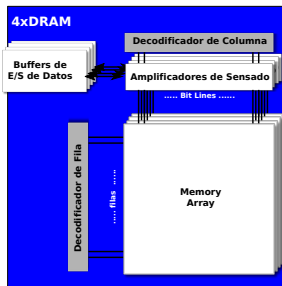 4xDRAM
Decodificador de Columna
Buffers de
E/S de Datos
Amplificadores de Sensado
..... Bit Lines ......
Decodificador de Fila
..... filas ......
Memory
Array